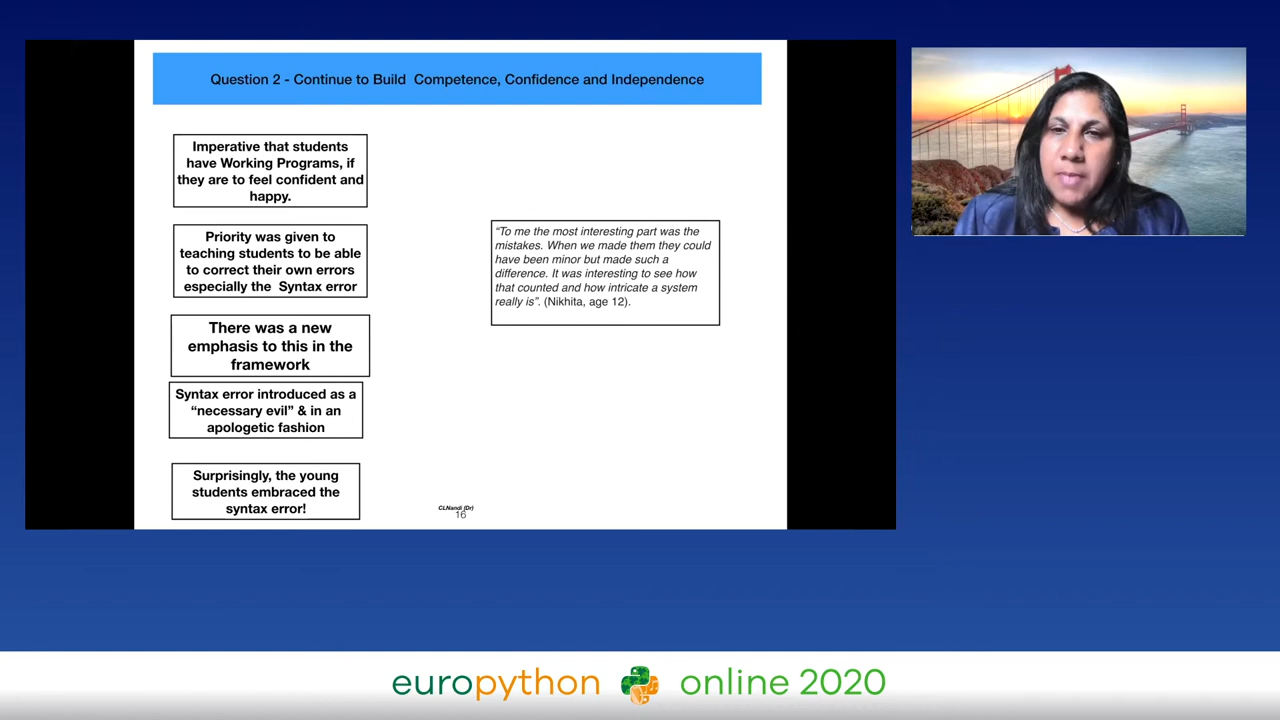 Question 2 - Continue to Build Competence, Confidence and Independence
Imperative that students
have Working Programs, if
they are to feel confident and
happy.
Priority was given to
teaching students to be able
to correct their own errors
especially the Syntax error
There was a new
emphasis to this in the
framework
Syntax error introduced as a
“necessary evil” & in an
apologetic fashion
Surprisingly, the young
students embraced the
syntax error!
“To me the most interesting part was the
mistakes. When we made them they could
have been minor but made such a
difference. It was interesting to see how
that counted and how intricate a system
really is”. (Nikhita, age 12).
CLNandi (Dr)
16
europython online 2020